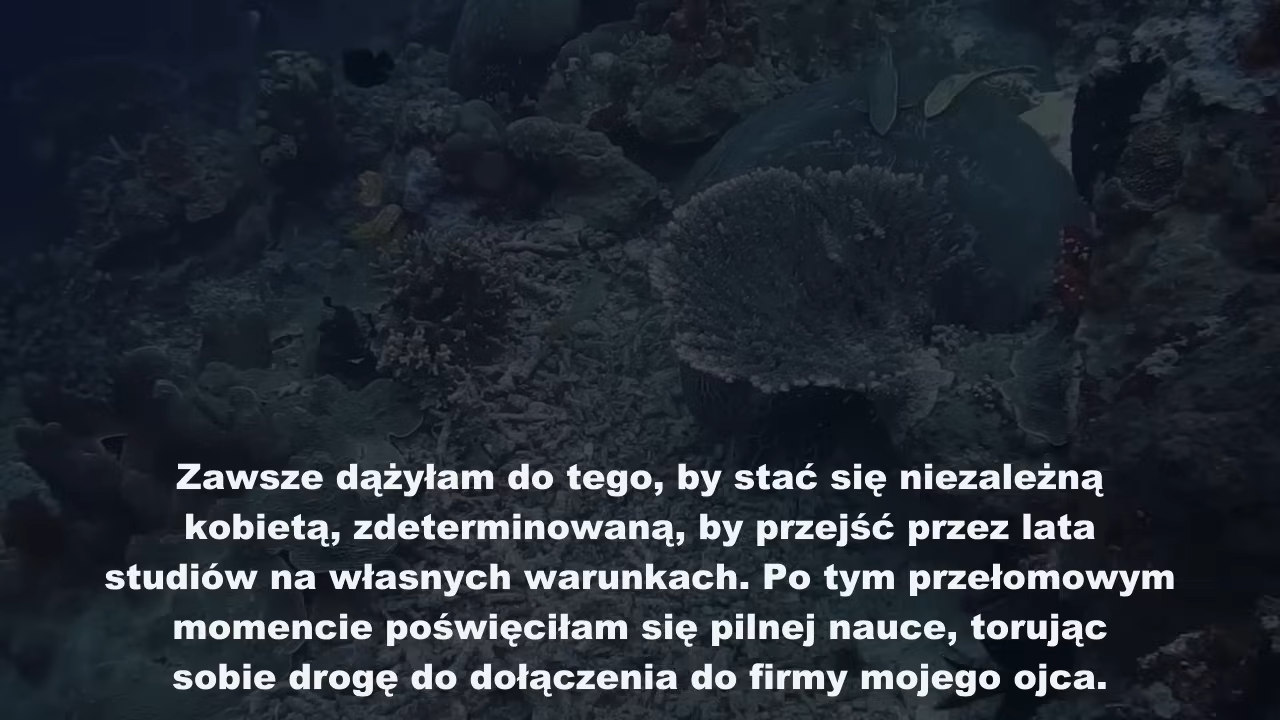 Zawsze dążyłam do tego, by stać się niezależną
kobietą, zdeterminowaną, by przejść przez lata
studiów na własnych warunkach. Po tym przełomowym
momencie poświęciłam się pilnej nauce, torując
sobie drogę do dołączenia do firmy mojego ojca.